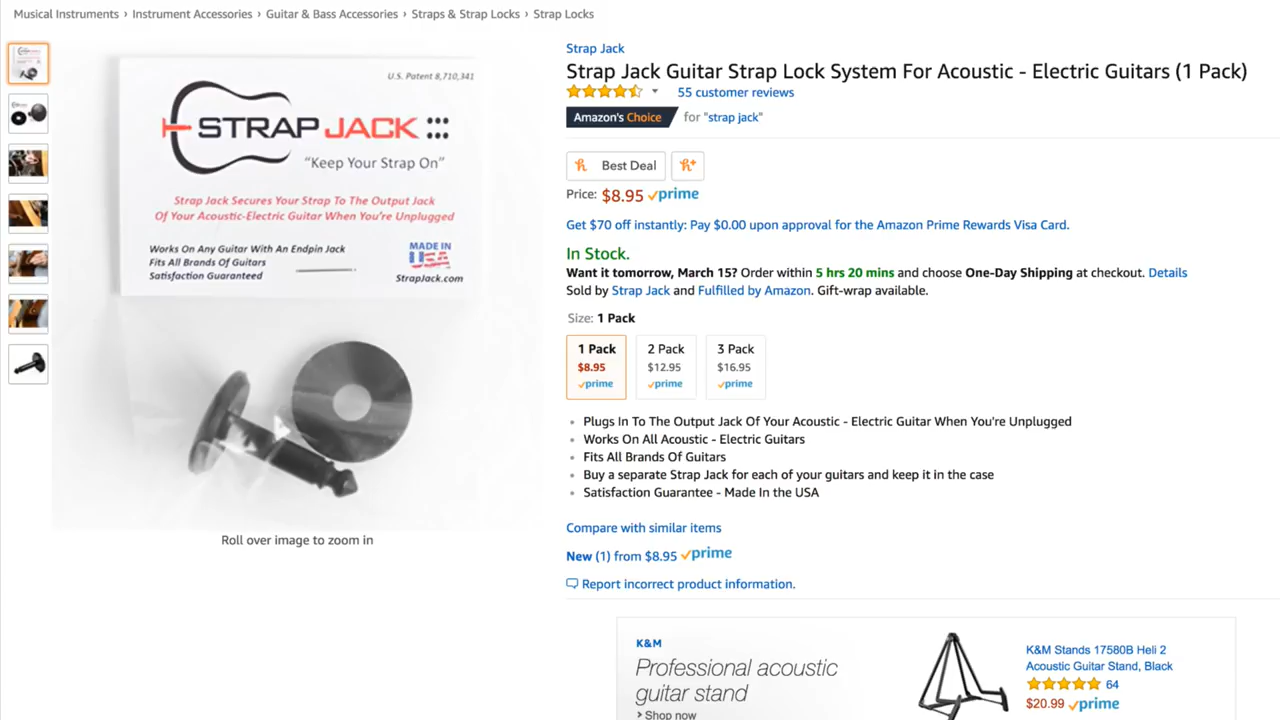 Musical Instruments › Instrument Accessories › Guitar & Bass Accessories › Straps & Strap Locks › Strap Locks
U.S. Patent 8,710,341
STRAP JACK
“Keep Your Strap On”
Strap Jack Secures Your Strap To The Output Jack
Of Your Acoustic-Electric Guitar When You're Unplugged
Works On Any Guitar With An Endpin Jack
Fits All Brands Of Guitars
Satisfaction Guaranteed
MADE IN
USA
StrapJack.com
Roll over image to zoom in
Strap Jack
Strap Jack Guitar Strap Lock System For Acoustic - Electric Guitars (1 Pack)
55 customer reviews
Amazon's Choice for "strap jack"
Best Deal
Price: $8.95 prime
Get $70 off instantly: Pay $0.00 upon approval for the Amazon Prime Rewards Visa Card.
In Stock.
Want it tomorrow, March 15? Order within 5 hrs 20 mins and choose One-Day Shipping at checkout. Details
Sold by Strap Jack and Fulfilled by Amazon. Gift-wrap available.
Size: 1 Pack
1 Pack 2 Pack 3 Pack
$8.95 $12.95 $16.95
prime prime prime
Plugs In To The Output Jack Of Your Acoustic - Electric Guitar When You're Unplugged
Works On All Acoustic - Electric Guitars
Fits All Brands Of Guitars
Buy a separate Strap Jack for each of your guitars and keep it in the case
Satisfaction Guarantee - Made In the USA
Compare with similar items
New (1) from $8.95 prime
Report incorrect product information.
K&M
Professional acoustic
guitar stand
› Shop now
K&M Stands 17580B Heli 2
Acoustic Guitar Stand, Black
64
$20.99 prime